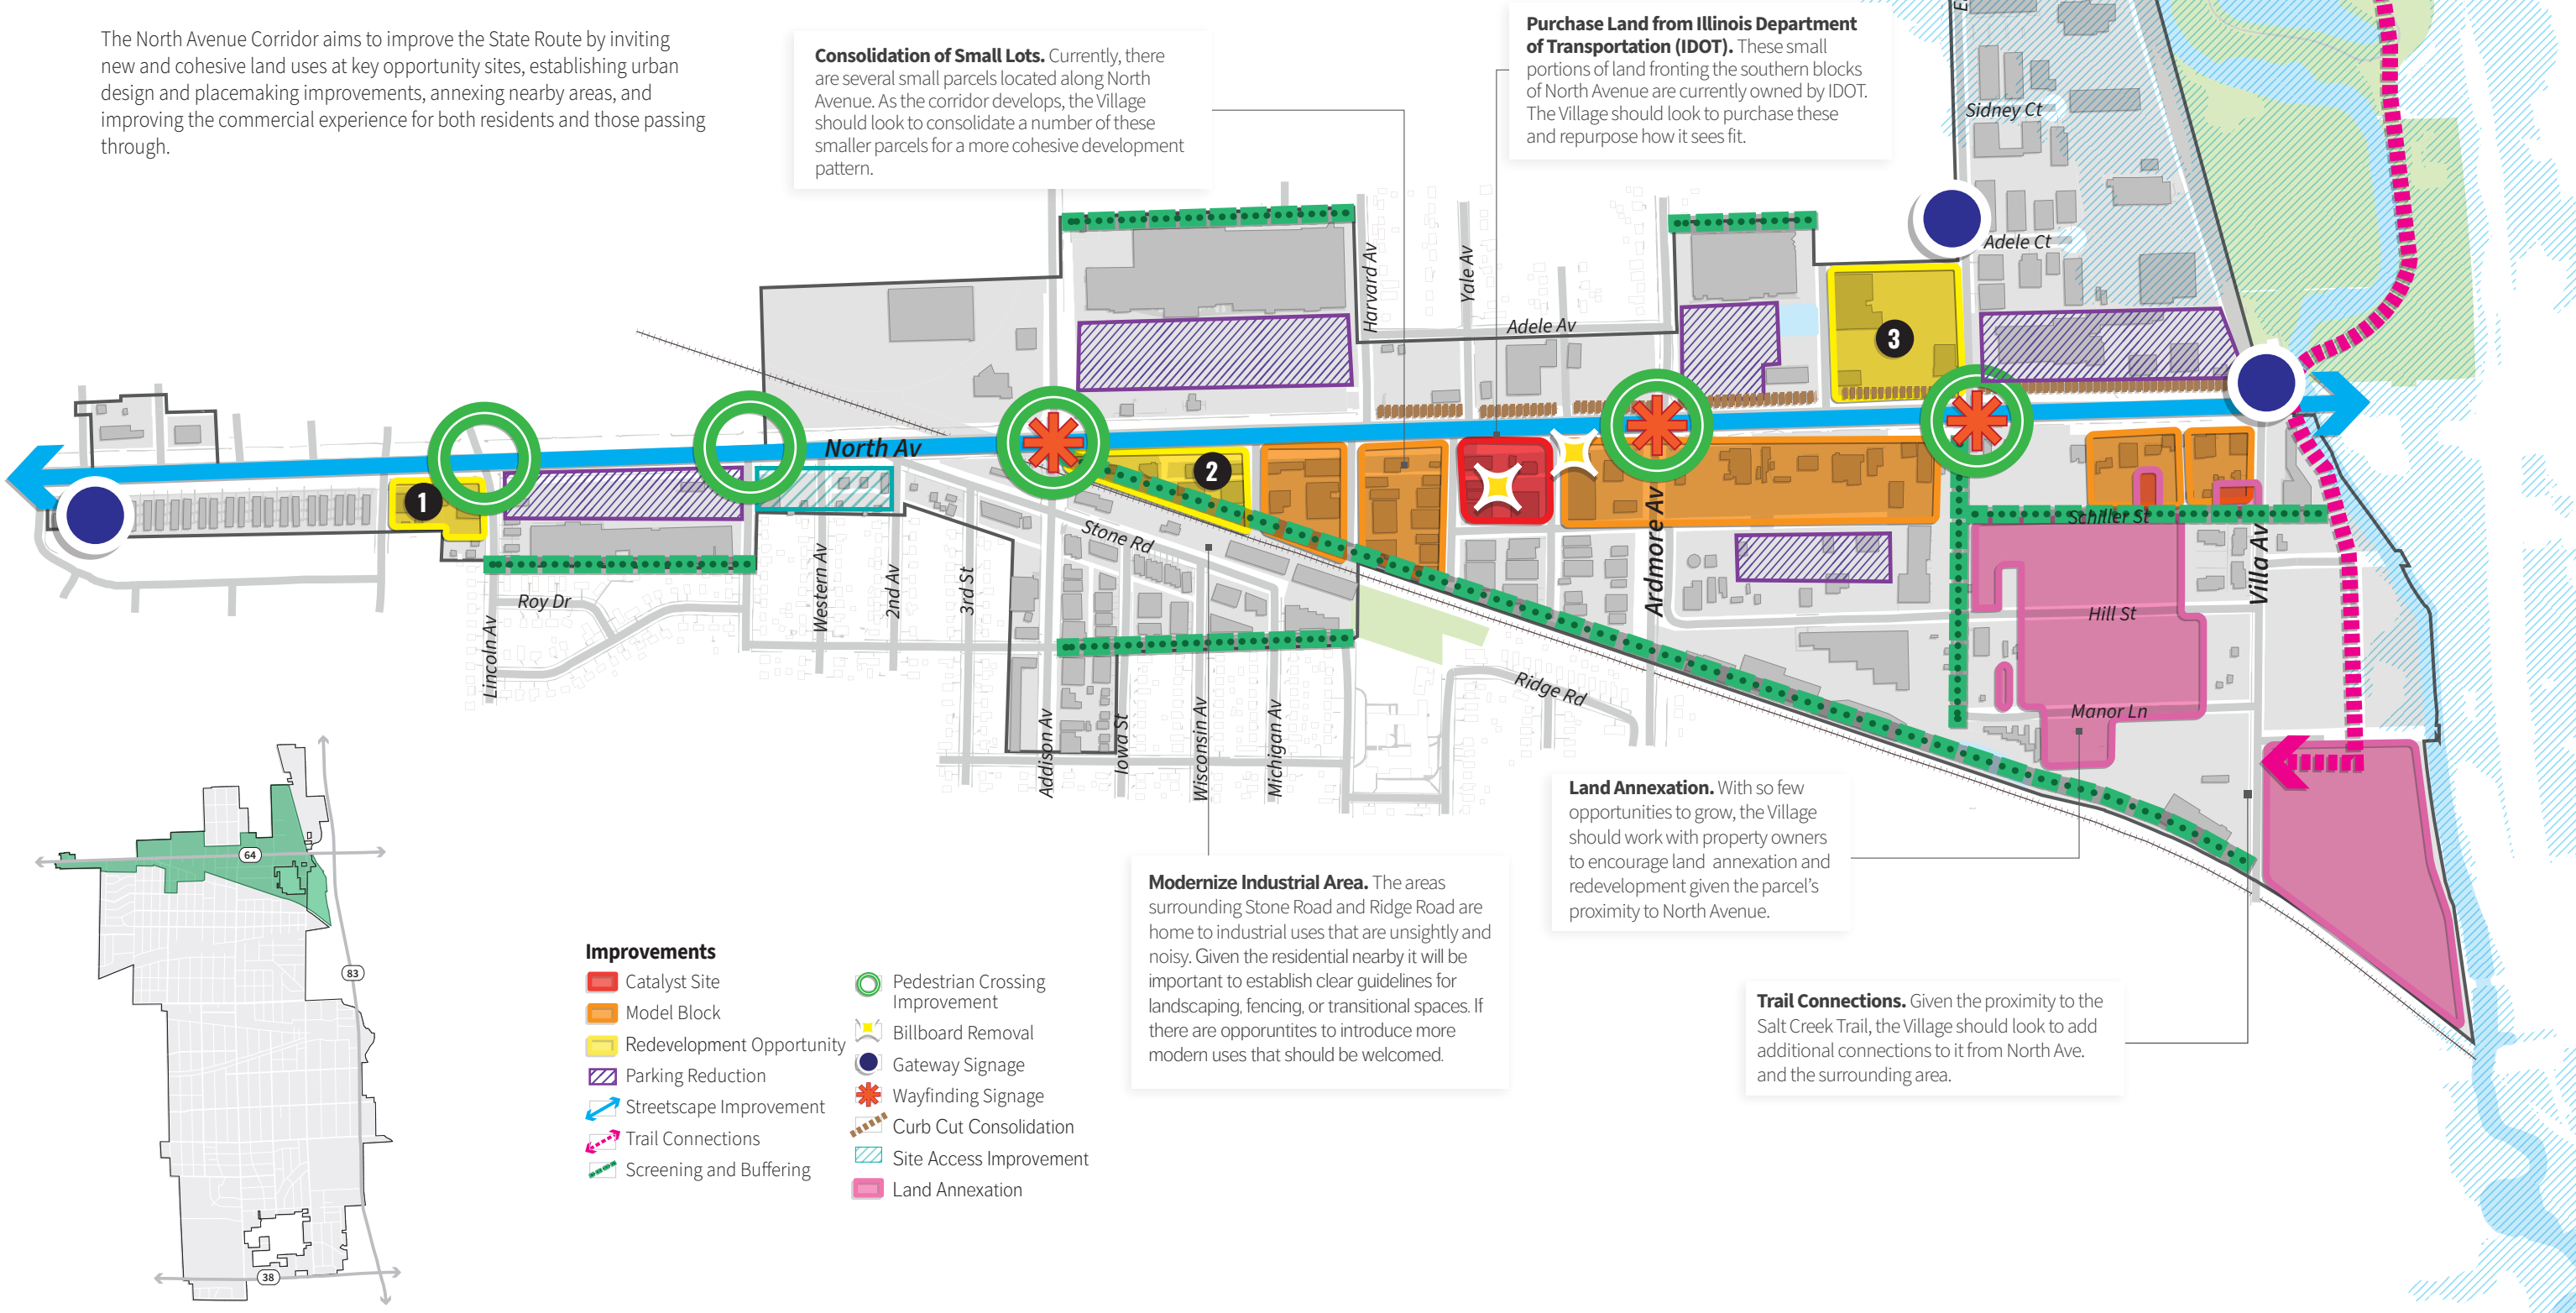 The North Avenue Corridor aims to improve the State Route by inviting
new and cohesive land uses at key opportunity sites, establishing urban
design and placemaking improvements, annexing nearby areas, and
improving the commercial experience for both residents and those passing
through.
Consolidation of Small Lots. Currently, there
are several small parcels located along North
Avenue. As the corridor develops, the Village
should look to consolidate a number of these
smaller parcels for a more cohesive development
pattern.
Purchase Land from Illinois Department
of Transportation (IDOT). These small
portions of land fronting the southern blocks
of North Avenue are currently owned by IDOT.
The Village should look to purchase these
and repurpose how it sees fit.
Sidney Ct
Adele Ct
Harvard Av
Yale Av
Adele Av
3
North Av
2
1
Stone Rd
Ardmore Av
Schiller St
Villa Av
Roy Dr
Lincoln Av
Western Av
2nd Av
3rd St
Hill St
Manor Ln
Ridge Rd
Addison Av
Iowa St
Wisconsin Av
Michigan Av
Land Annexation. With so few
opportunities to grow, the Village
should work with property owners
to encourage land annexation and
redevelopment given the parcel's
proximity to North Avenue.
Modernize Industrial Area. The areas
surrounding Stone Road and Ridge Road are
home to industrial uses that are unsightly and
noisy. Given the residential nearby it will be
important to establish clear guidelines for
landscaping, fencing, or transitional spaces. If
there are opporuntites to introduce more
modern uses that should be welcomed.
Trail Connections. Given the proximity to the
Salt Creek Trail, the Village should look to add
additional connections to it from North Ave.
and the surrounding area.
64
83
38
Improvements
Catalyst Site
Model Block
Redevelopment Opportunity
Parking Reduction
Streetscape Improvement
Trail Connections
Screening and Buffering
Pedestrian Crossing
Improvement
Billboard Removal
Gateway Signage
Wayfinding Signage
Curb Cut Consolidation
Site Access Improvement
Land Annexation